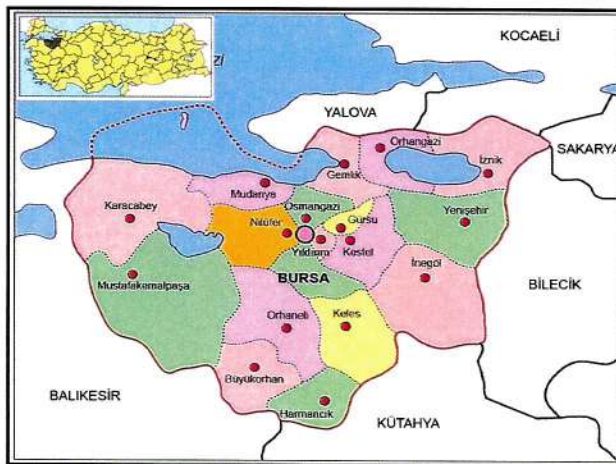 KOCAELİ
Zİ
YALOVA
SAKARYA
Orhangazi
Gemlik
İznik
Mudanya
Karacabey
Osmangazi
Gürsu
Yenişehir
Nilüfer
Yıldırım
Kestel
BURSA
İnegöl
Mustafakemalpaşa
BİLECİK
Orhaneli
Keles
Büyükorhan
BALIKESİR
Harmancık
KÜTAHYA